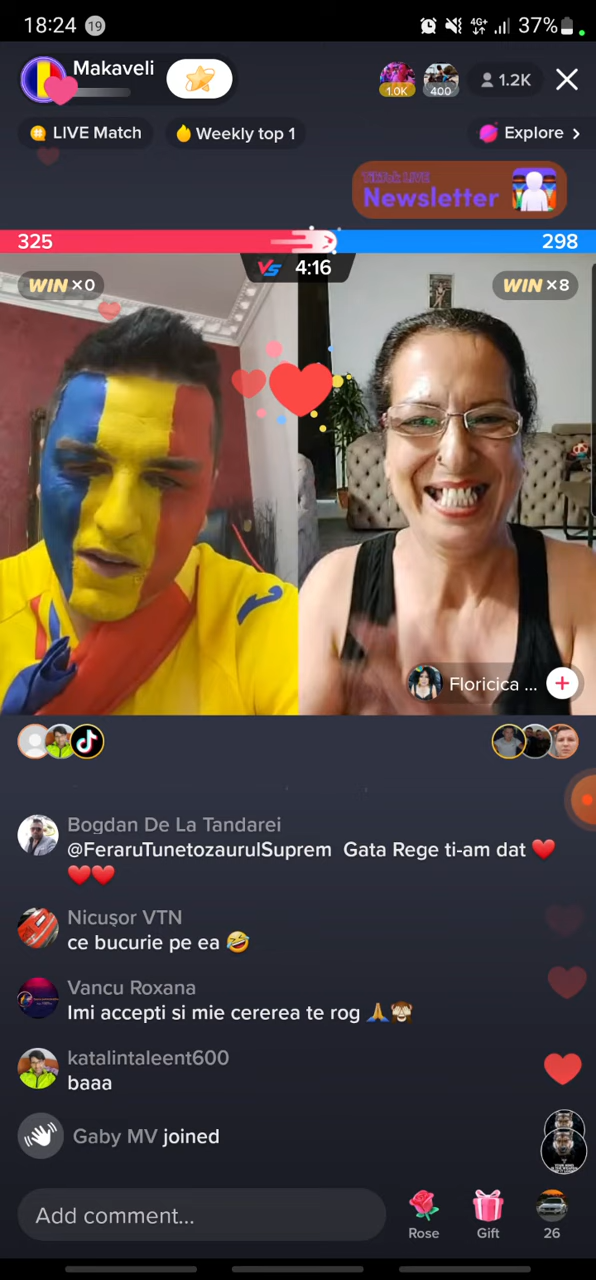 18:24 19 4G+ 37%
Makaveli 1.0K 400 1.2K
LIVE Match Weekly top 1 Explore
TikTok LIVE
Newsletter
325 298
VS 4:16
WIN ×0 WIN ×8
Floricica ...
Bogdan De La Tandarei
@FeraruTunetozaurulSuprem Gata Rege ti-am dat ❤️
❤️❤️
Nicuşor VTN
ce bucurie pe ea 🤣
Vancu Roxana
Imi accepti si mie cererea te rog 🙏🙈
katalintaleent600
baaa
Gaby MV joined
Add comment...
Rose Gift 26